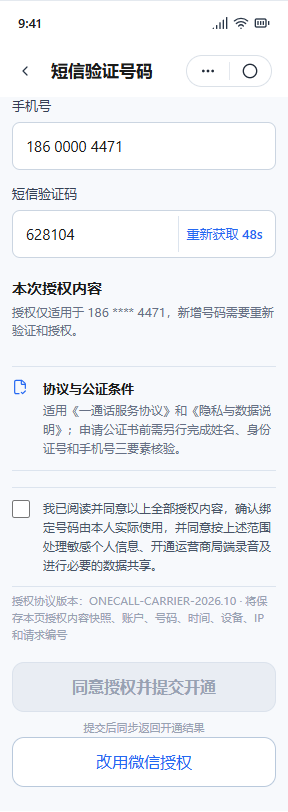 9:41
短信验证号码
手机号
186 0000 4471
短信验证码
628104
重新获取 48s
本次授权内容
授权仅适用于 186 **** 4471，新增号码需要重新
验证和授权。
协议与公证条件
适用《一通话服务协议》和《隐私与数据说
明》；申请公证书前需另行完成姓名、身份
证号和手机号三要素核验。
我已阅读并同意以上全部授权内容，确认绑
定号码由本人实际使用，并同意按上述范围
处理敏感个人信息、开通运营商局端录音及
进行必要的数据共享。
授权协议版本：ONECALL-CARRIER-2026.10 · 将保
存本页授权内容快照、账户、号码、时间、设备、IP
和请求编号
同意授权并提交开通
提交后同步返回开通结果
改用微信授权